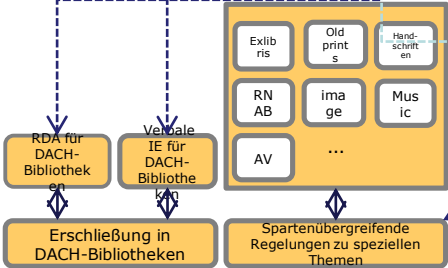 Exlib
ris
Old
print
s
Hand-
schrift
en
RN
AB
ima
ge
Mus
ic
AV
...
RDA für
DACH-
Bibliothek
en
Verbale
IE für
DACH-
Bibliothe
ken
Erschließung in
DACH-Bibliotheken
Spartenübergreifende
Regelungen zu speziellen
Themen